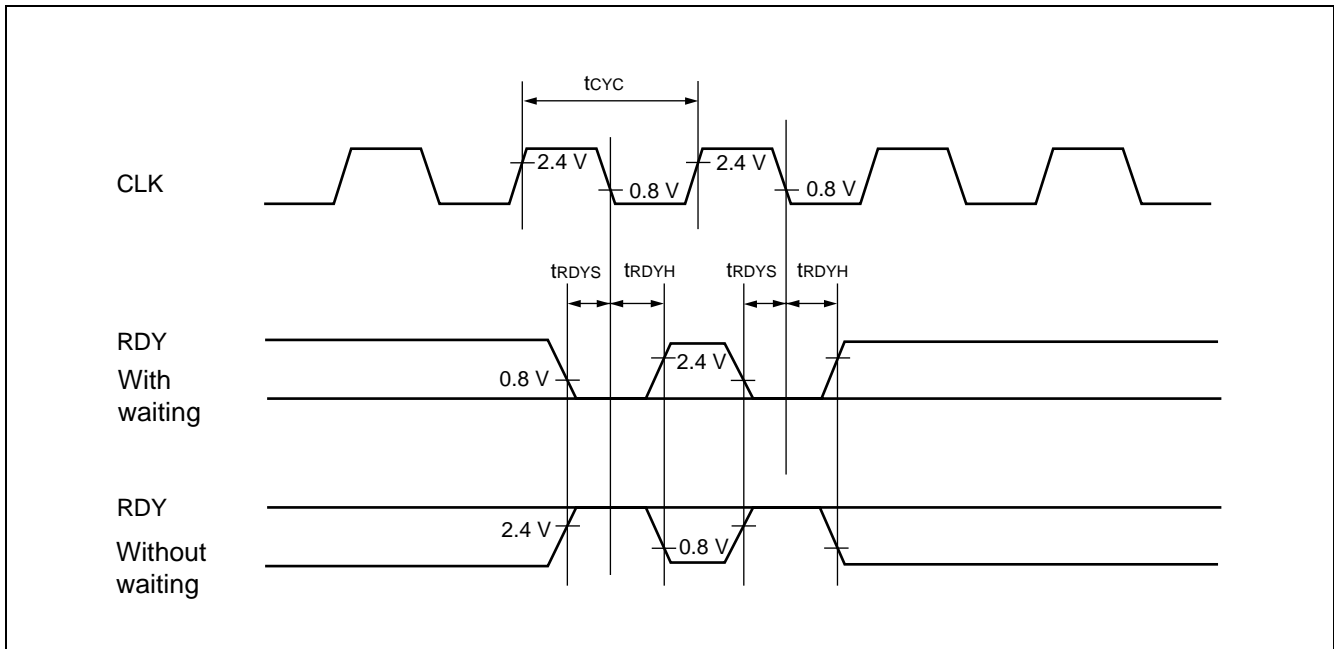 tCYC
CLK
2.4 V
0.8 V
2.4 V
0.8 V
tRDYS
tRDYH
tRDYS
tRDYH
RDY
With
waiting
0.8 V
2.4 V
RDY
Without
waiting
2.4 V
0.8 V